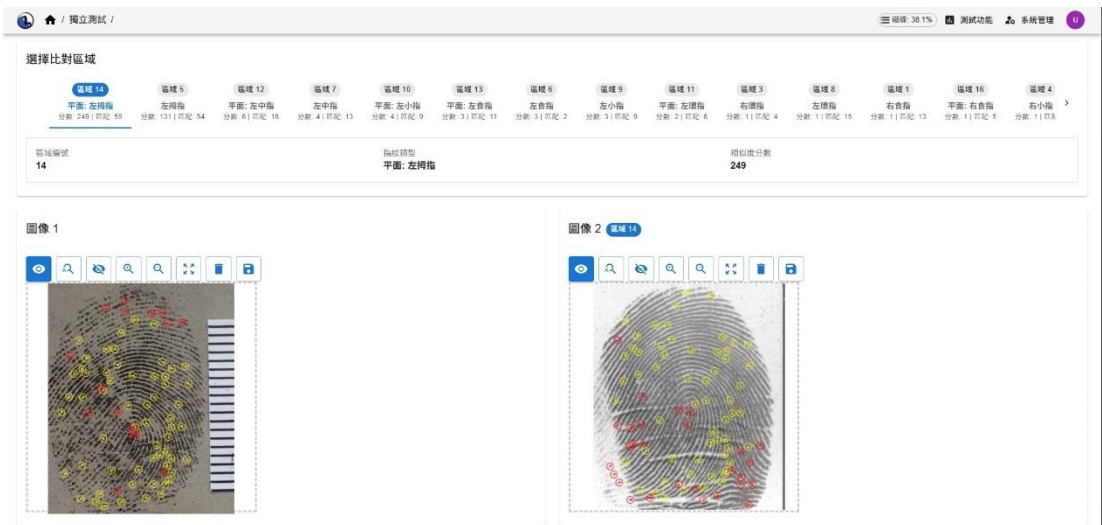 / 獨立測試 /
磁碟: 38.1%
測試功能
系統管理
U
選擇比對區域
區域 14 區域 5 區域 12 區域 7 區域 10 區域 13 區域 6 區域 9 區域 11 區域 3 區域 8 區域 1 區域 16 區域 4
平面: 左拇指 左拇指 平面: 左中指 左中指 平面: 左小指 平面: 左食指 左食指 左小指 平面: 左環指 右環指 左環指 右食指 平面: 右食指 右小指
分數: 249 | 匹配: 59 分數: 131 | 匹配: 54 分數: 6 | 匹配: 16 分數: 4 | 匹配: 13 分數: 4 | 匹配: 9 分數: 3 | 匹配: 11 分數: 3 | 匹配: 2 分數: 3 | 匹配: 9 分數: 2 | 匹配: 6 分數: 1 | 匹配: 4 分數: 1 | 匹配: 15 分數: 1 | 匹配: 13 分數: 1 | 匹配: 5 分數: 1 |
區域編號 指紋類型 相似度分數
14 平面: 左拇指 249
圖像 1
圖像 2 區域 14